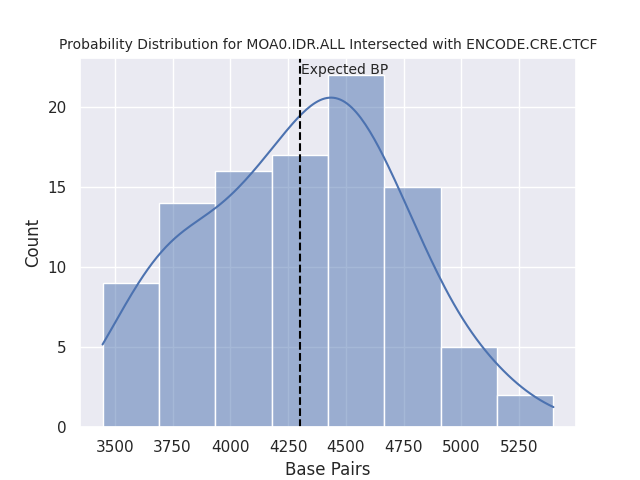 Probability Distribution for MOA0.IDR.ALL Intersected with ENCODE.CRE.CTCF
Expected BP
20
15
10
5
0
Count
3500 3750 4000 4250 4500 4750 5000 5250
Base Pairs